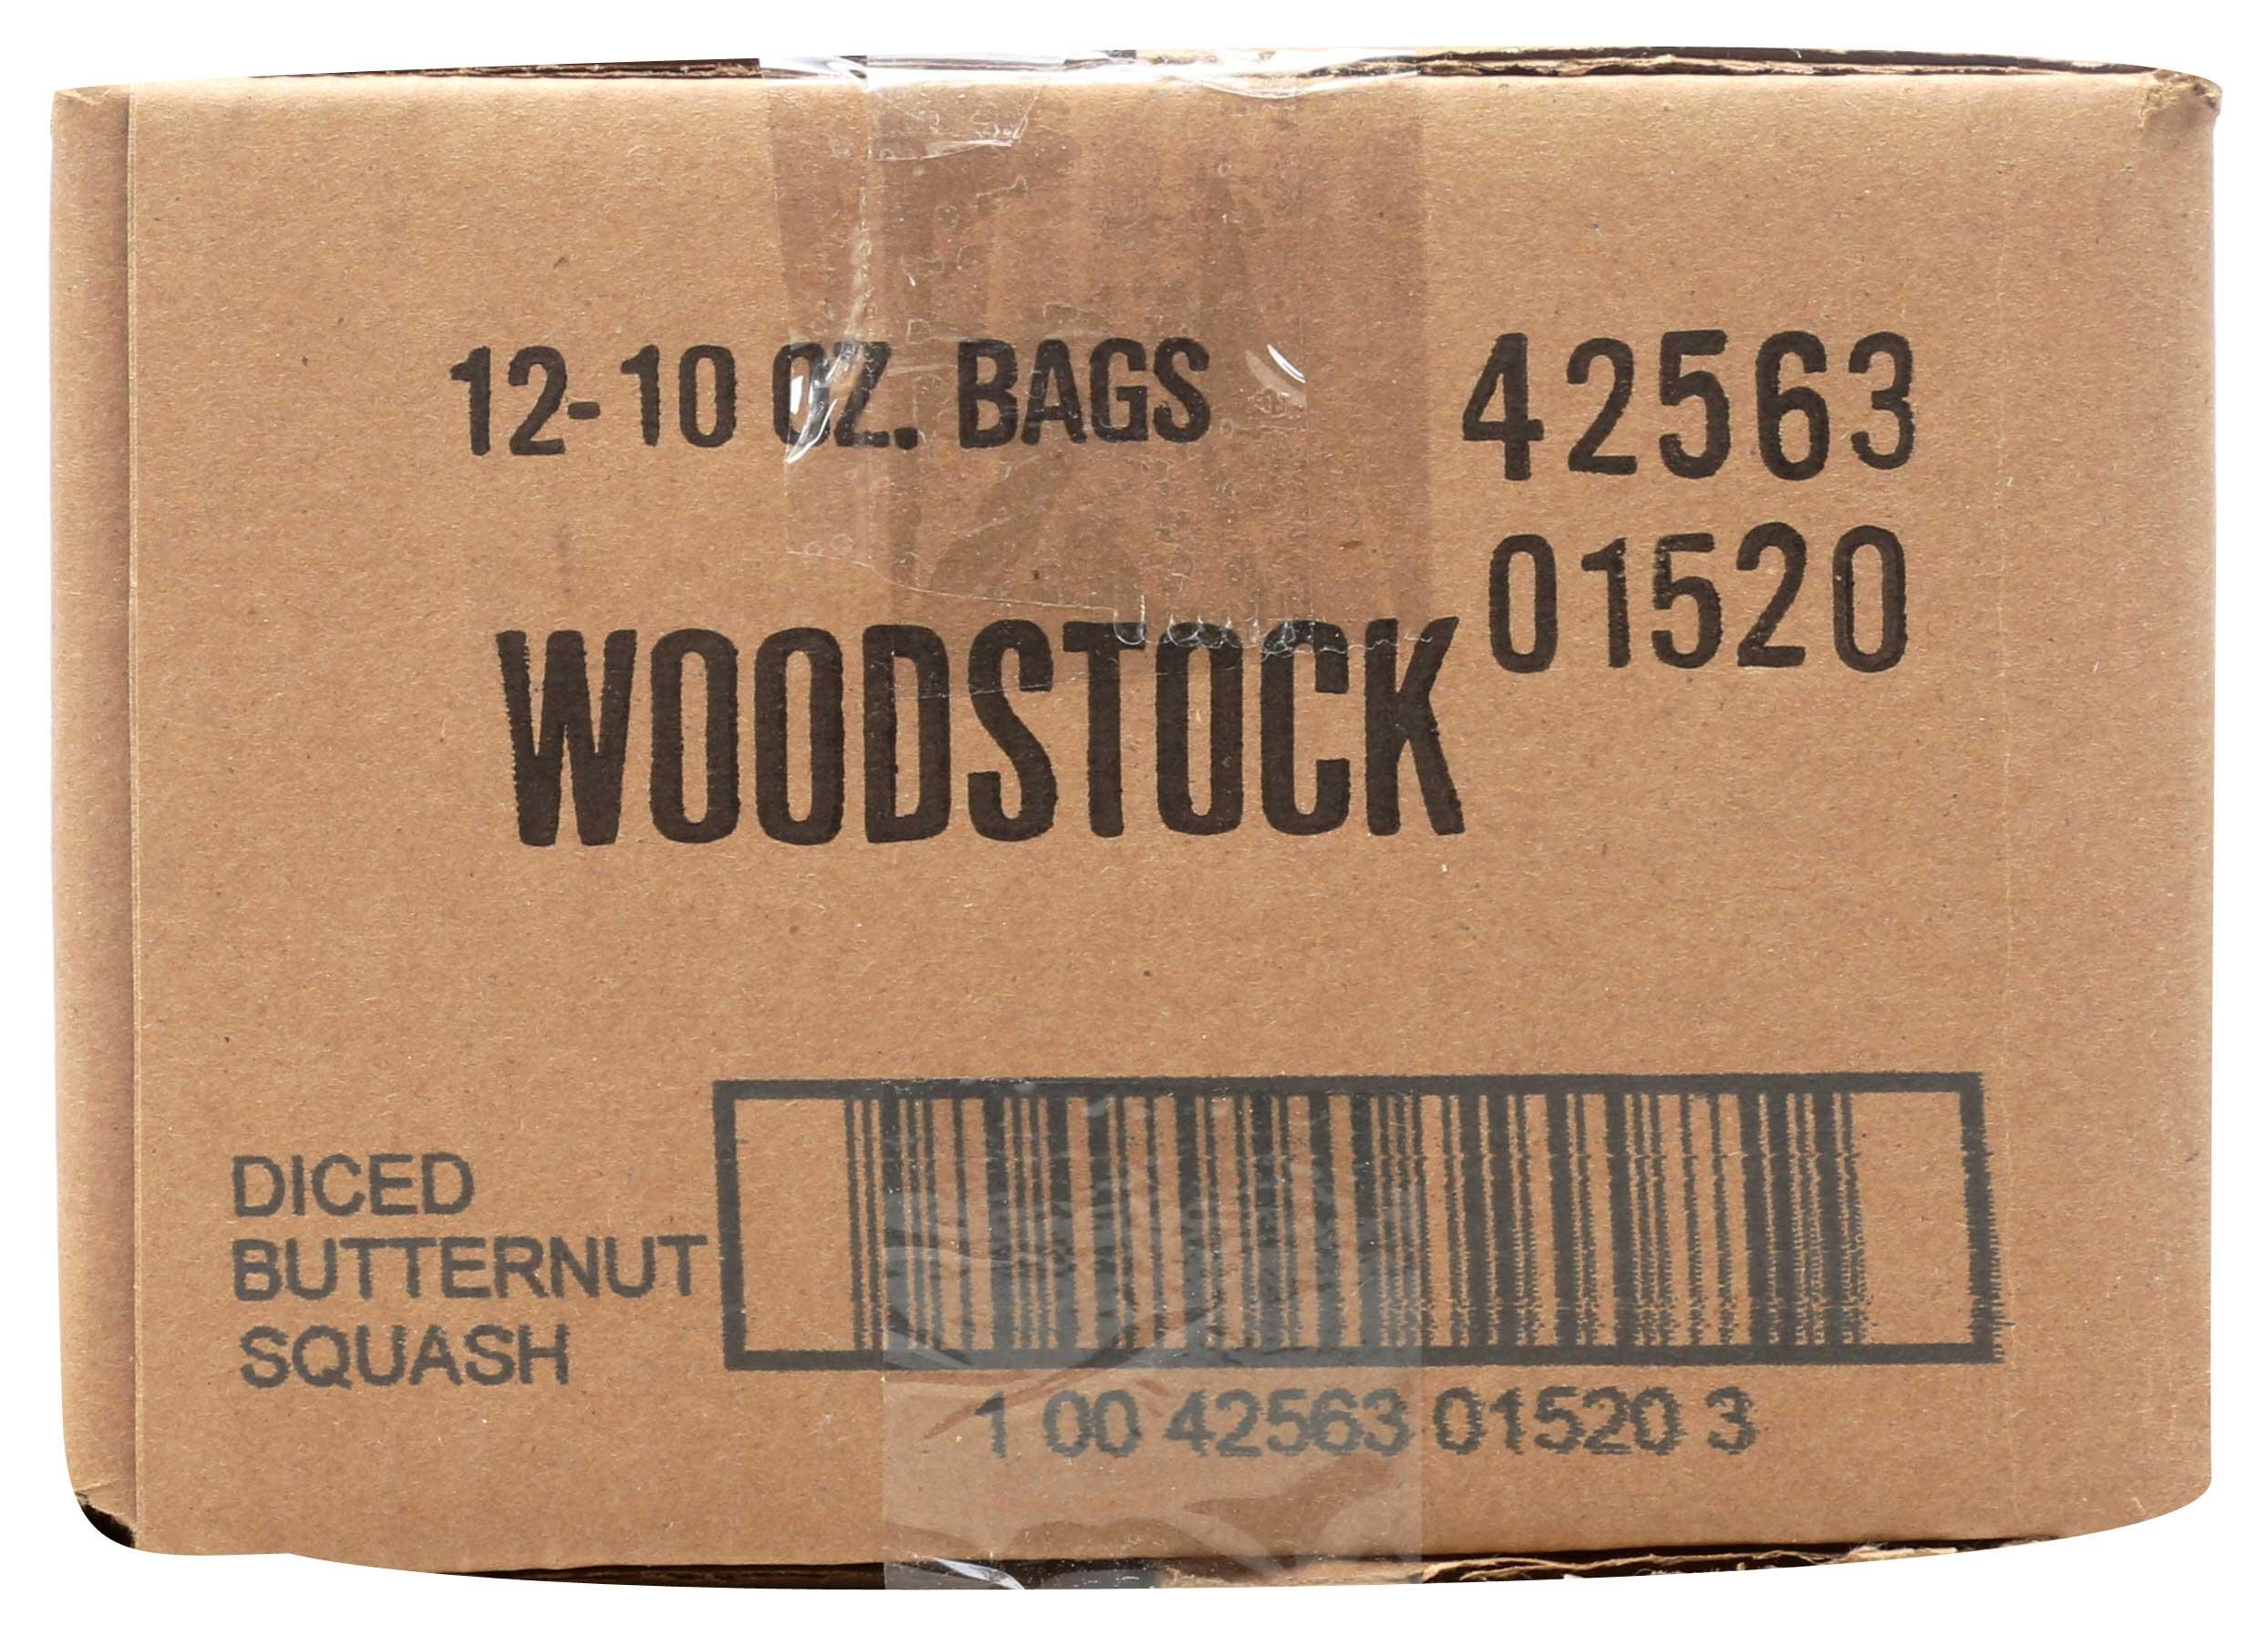 12-10 OZ. BAGS
42563
01520
WOODSTOCK
DICED
BUTTERNUT
SQUASH
1 00 42563 01520 3